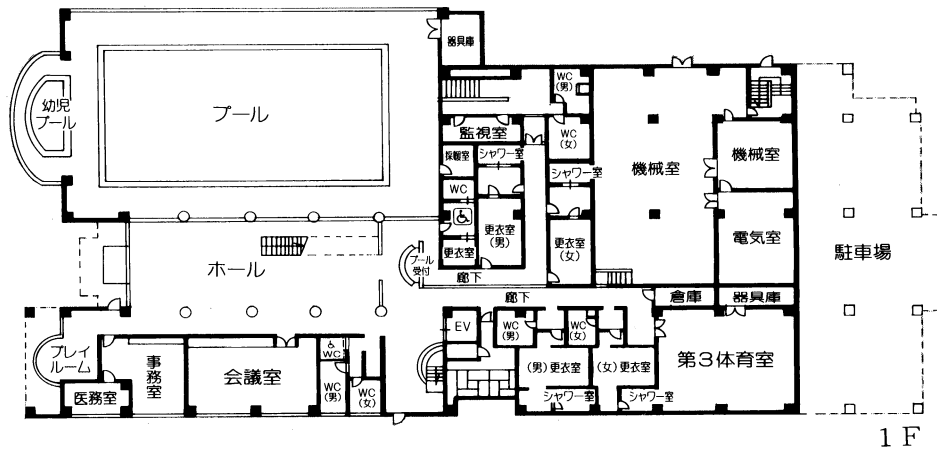 器具庫
幼児
プール
プール
WC
(男)
監視室
WC
(女)
採暖室
シャワー室
機械室
機械室
シャワー室
WC
更衣室
(男)
更衣室
(女)
電気室
更衣室
駐車場
ホール
プール
受付
廊下
廊下
倉庫
器具庫
EV
WC
(男)
WC
(女)
プレイ
ルーム
事務室
会議室
WC
第3体育室
(男)更衣室
(女)更衣室
医務室
WC
(男)
WC
(女)
シャワー室
シャワー室
1F